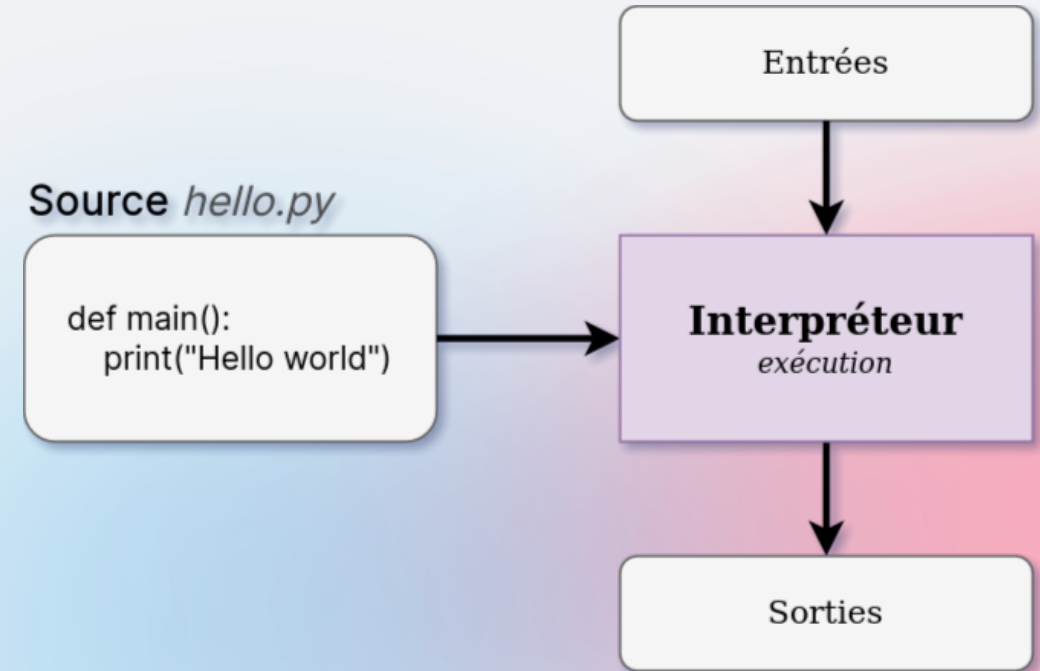 Entrées
Source hello.py
def main():
    print("Hello world")
Interpréteur
exécution
Sorties